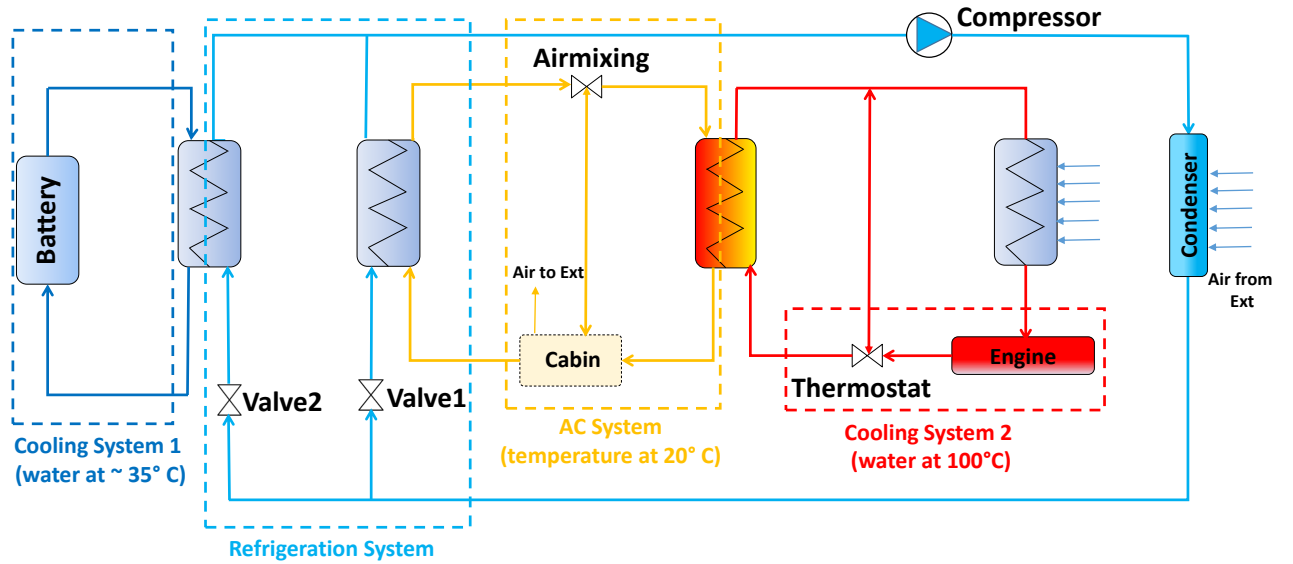 Compressor
Airmixing
Battery
Condenser
Air to Ext
Air from
Ext
Cabin
Engine
Thermostat
Valve2
Valve1
Cooling System 1
(water at ~ 35° C)
AC System
(temperature at 20° C)
Cooling System 2
(water at 100°C)
Refrigeration System